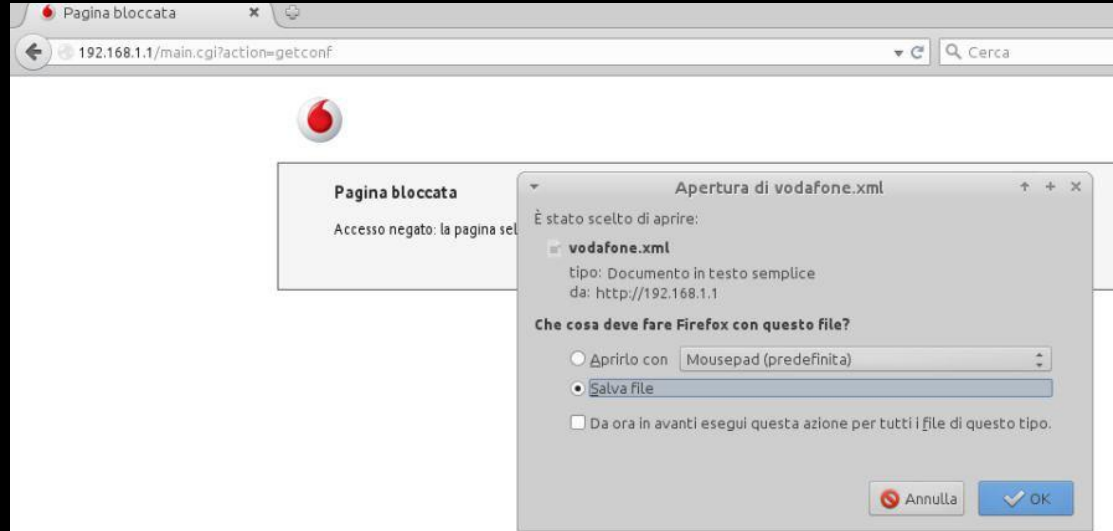 Pagina bloccata
192.168.1.1/main.cgi?action=getconf
Cerca
Pagina bloccata
Accesso negato: la pagina sel
Apertura di vodafone.xml
È stato scelto di aprire:
vodafone.xml
tipo: Documento in testo semplice
da: http://192.168.1.1
Che cosa deve fare Firefox con questo file?
Aprirlo con Mousepad (predefinita)
Salva file
Da ora in avanti esegui questa azione per tutti i file di questo tipo.
Annulla OK